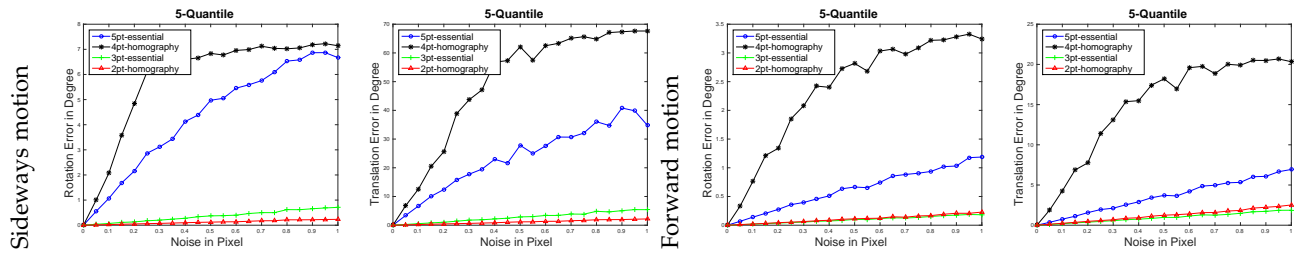 Sideways motion
5-Quantile
Rotation Error in Degree
8
7
6
5
4
3
2
1
0
5pt-essential
4pt-homography
3pt-essential
2pt-homography
0 0.1 0.2 0.3 0.4 0.5 0.6 0.7 0.8 0.9 1
Noise in Pixel
5-Quantile
Translation Error in Degree
70
60
50
40
30
20
10
0
5pt-essential
4pt-homography
3pt-essential
2pt-homography
0 0.1 0.2 0.3 0.4 0.5 0.6 0.7 0.8 0.9 1
Noise in Pixel
Forward motion
5-Quantile
Rotation Error in Degree
3.5
3
2.5
2
1.5
1
0.5
0
5pt-essential
4pt-homography
3pt-essential
2pt-homography
0 0.1 0.2 0.3 0.4 0.5 0.6 0.7 0.8 0.9 1
Noise in Pixel
5-Quantile
Translation Error in Degree
25
20
15
10
5
0
5pt-essential
4pt-homography
3pt-essential
2pt-homography
0 0.1 0.2 0.3 0.4 0.5 0.6 0.7 0.8 0.9 1
Noise in Pixel